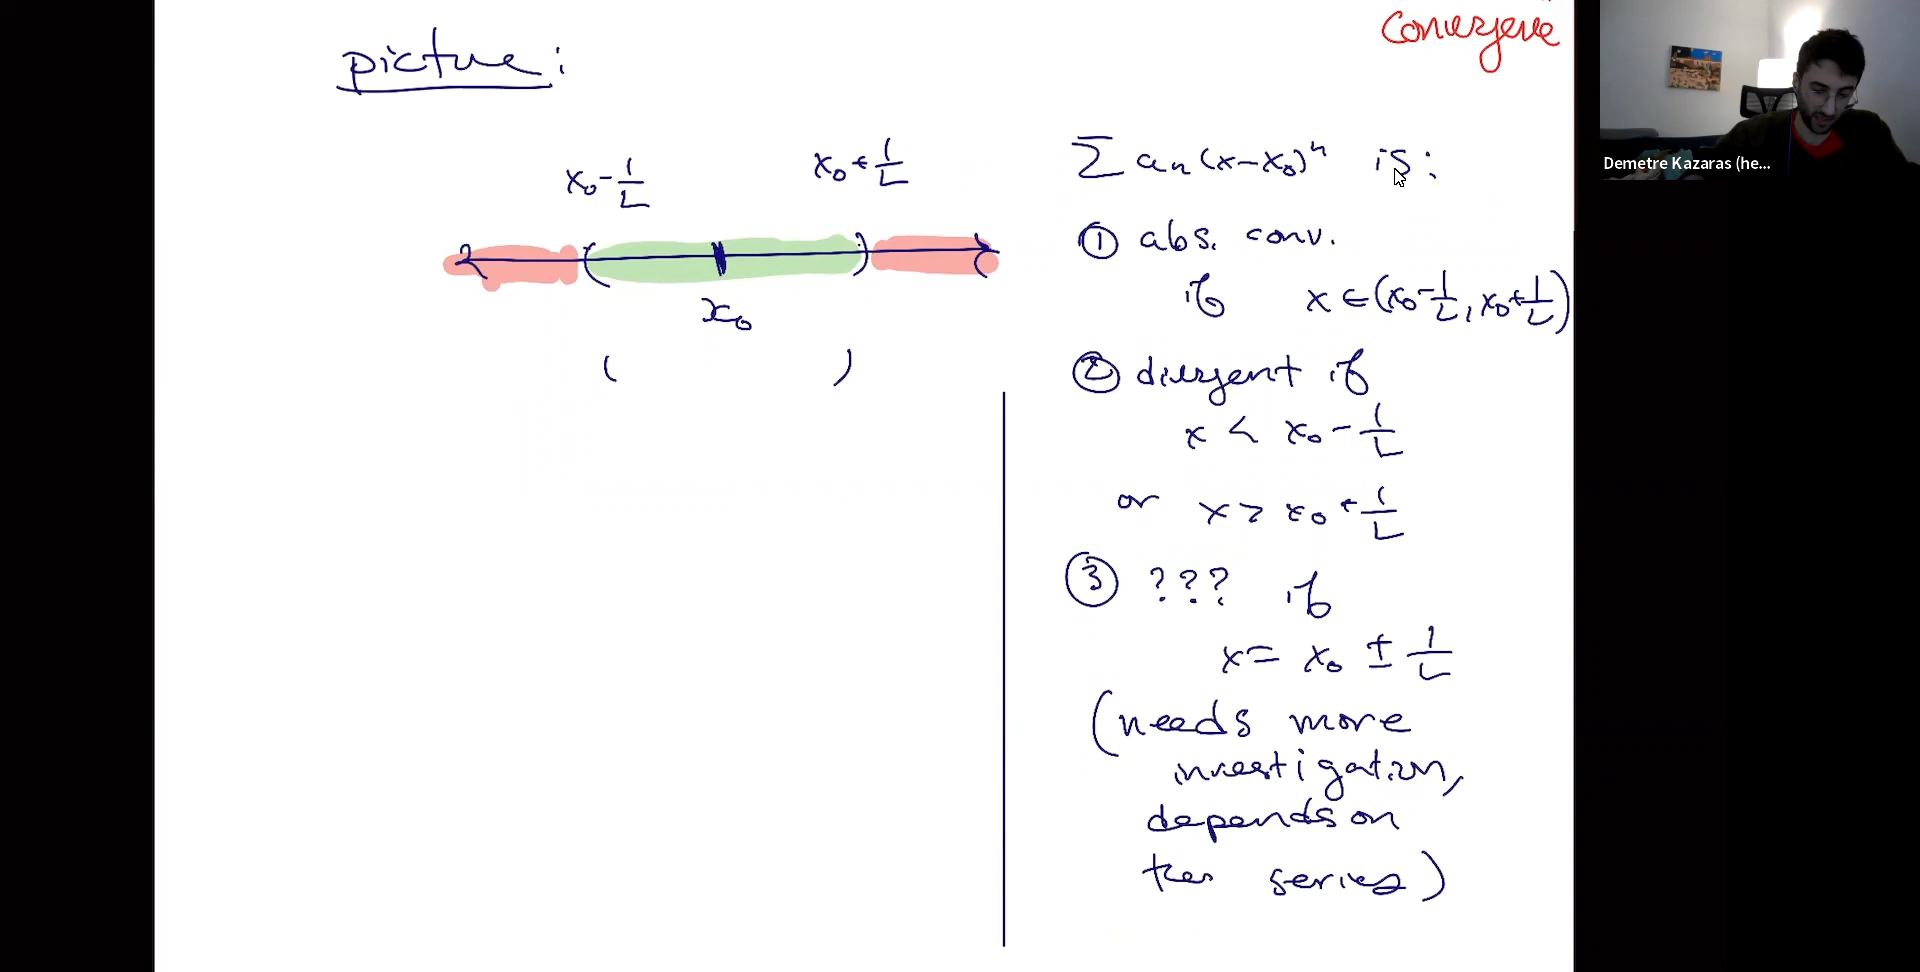 Converjeve
picture:
x₀ - 1/L
x₀ + 1/L
x₀
( )
∑ aₙ (x-x₀)ⁿ is:
① abs. conv.
if x ∈ (x₀-1/L, x₀+1/L)
② divergent if
x < x₀ - 1/L
or x > x₀ + 1/L
③ ??? if
x = x₀ ± 1/L
(needs more
investigation,
depends on
the series)
Demetre Kazaras (he...